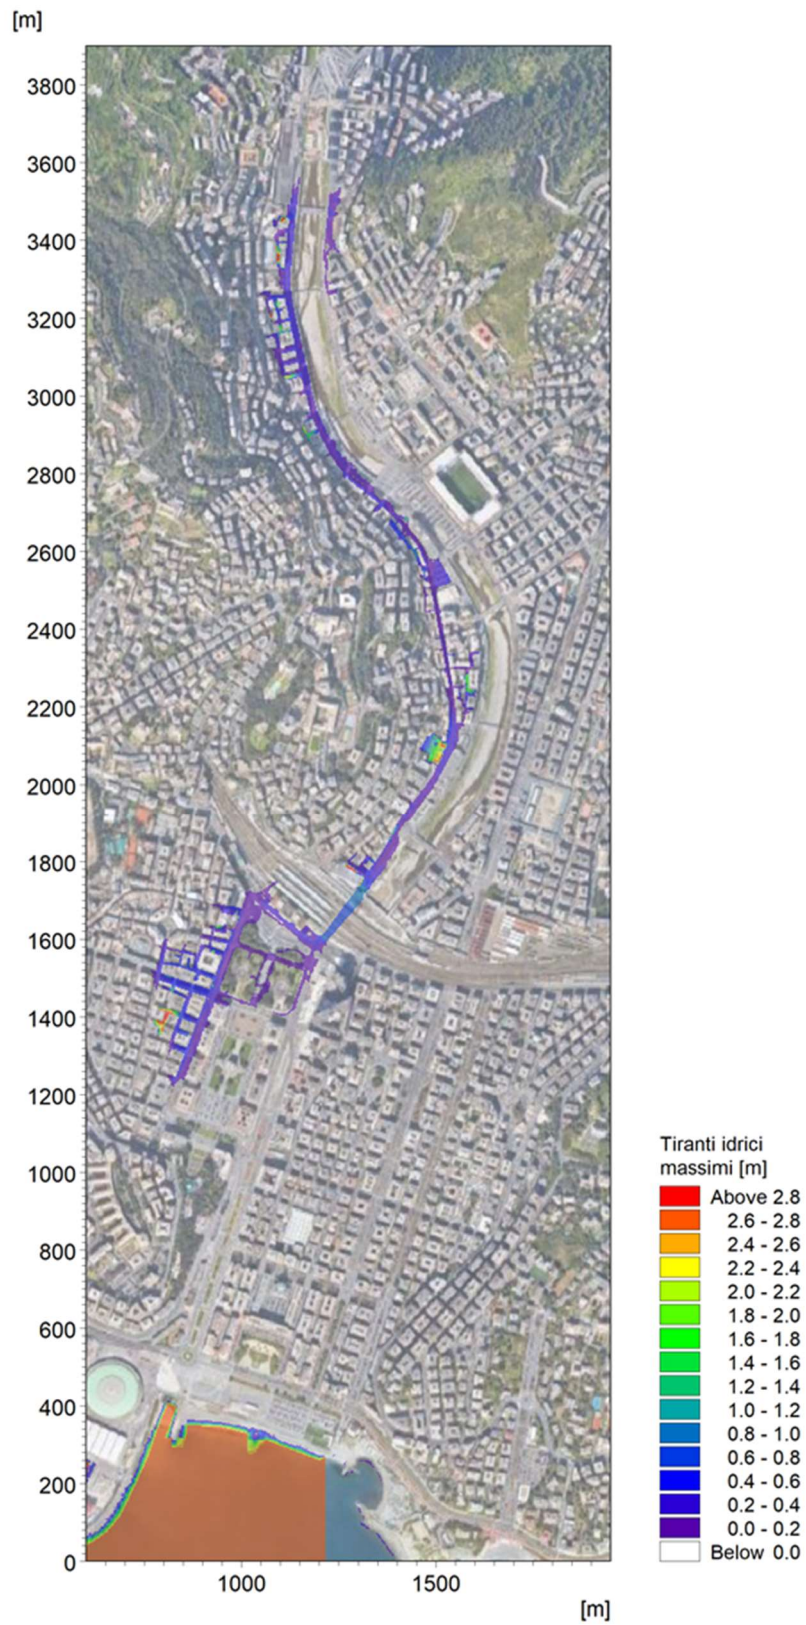 [m]
3800
3600
3400
3200
3000
2800
2600
2400
2200
2000
1800
1600
1400
1200
1000
800
600
400
200
0
1000 1500
[m]
Tiranti idrici
massimi [m]
Above 2.8
2.6 - 2.8
2.4 - 2.6
2.2 - 2.4
2.0 - 2.2
1.8 - 2.0
1.6 - 1.8
1.4 - 1.6
1.2 - 1.4
1.0 - 1.2
0.8 - 1.0
0.6 - 0.8
0.4 - 0.6
0.2 - 0.4
0.0 - 0.2
Below 0.0